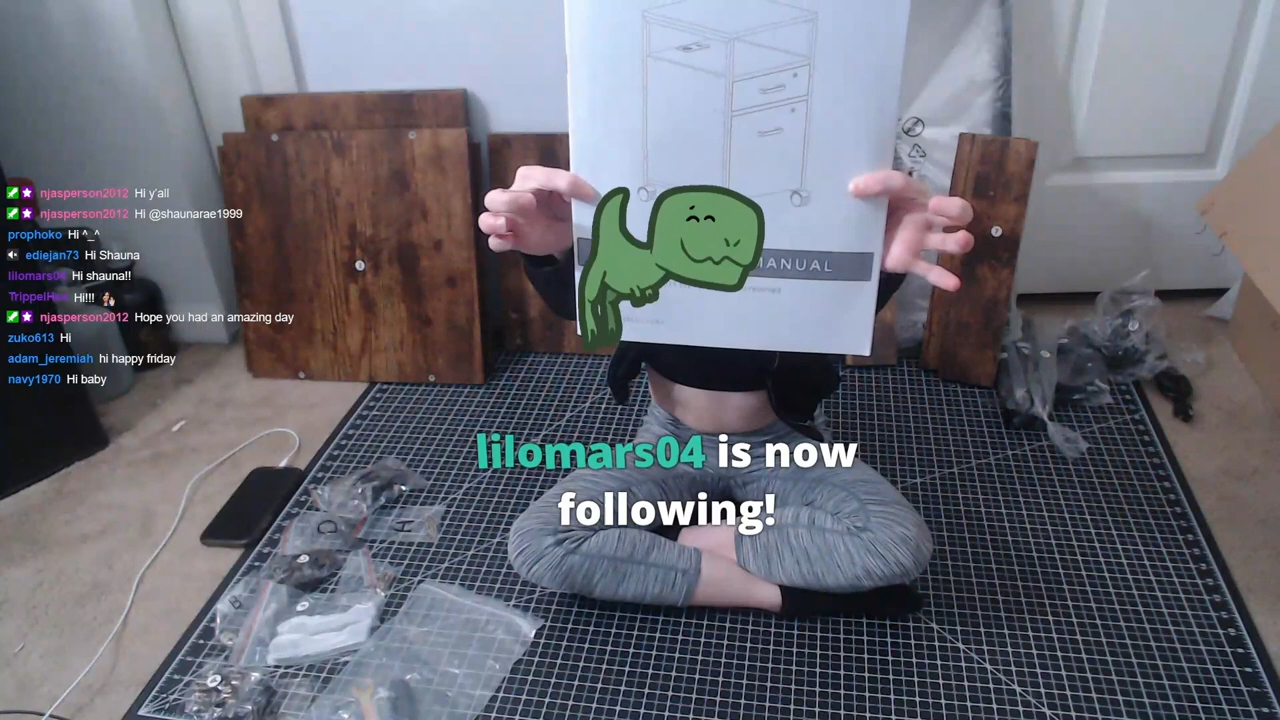 njasperson2012 Hi y'all
njasperson2012 Hi @shaunarae1999
prophoko Hi ^_^
ediejan73 Hi Shauna
lilomars04 Hi shauna!!
Hi!!!
njasperson2012 Hope you had an amazing day
zuko613 Hi
adam_jeremiah hi happy friday
navy1970 Hi baby
MANUAL
lilomars04 is now
following!
D
H
B